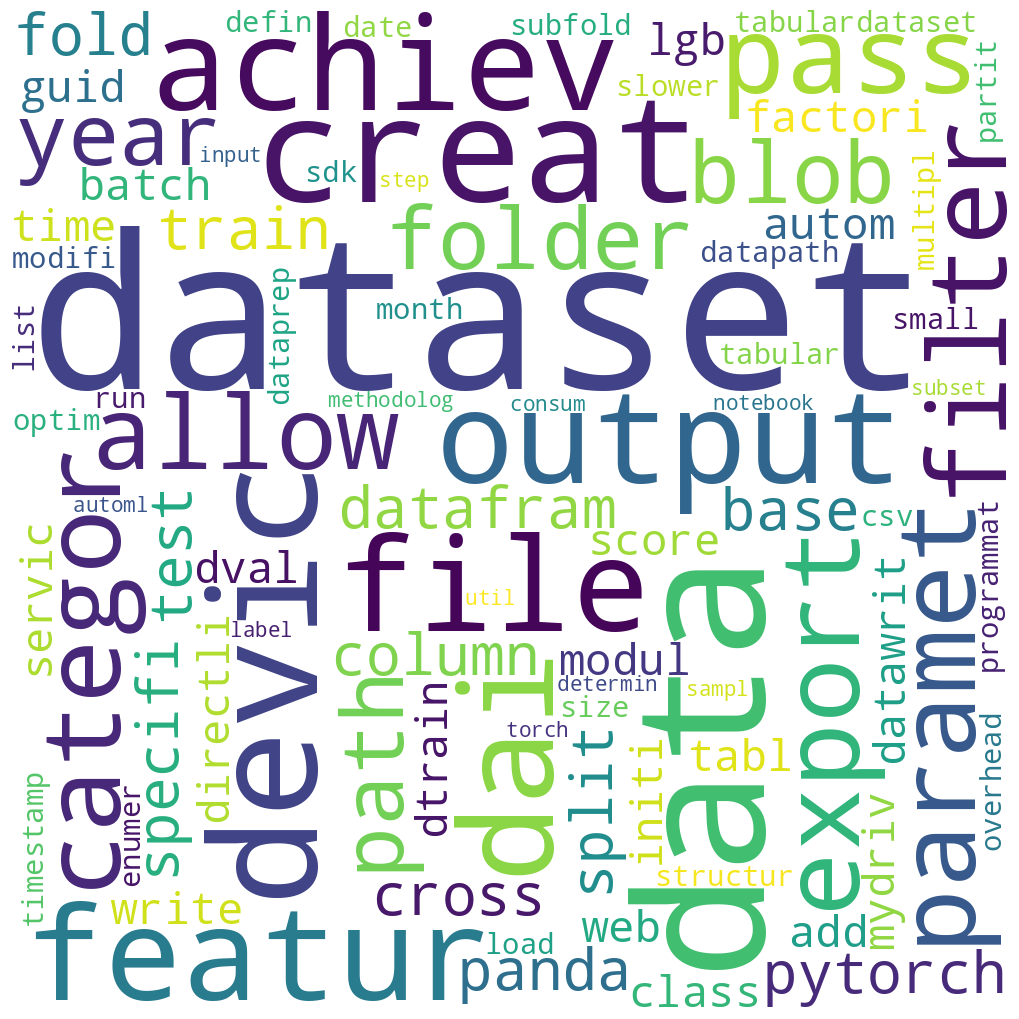 fold
defin
date
subfold
tabulardataset
achiev
lgb
pass
guid
slower
partit
year
creat
factori
input
sdk
step
blob
batch
multipl
filter
time
train
folder
autom
modifi
datapath
dataset
dataprep
month
list
small
tabular
run
methodolog
consum
notebook
subset
optim
allow
output
categor
automl
test
devic
datafram
base
csv
servic
specifi
dval
file
score
data
export
paramet
programmat
util
directli
label
column
modul
datawrit
path
dai
determin
sampl
dtrain
size
torch
split
initi
tabl
overhead
timestamp
enumer
mydriv
structur
write
cross
web
add
featur
load
panda
class
pytorch